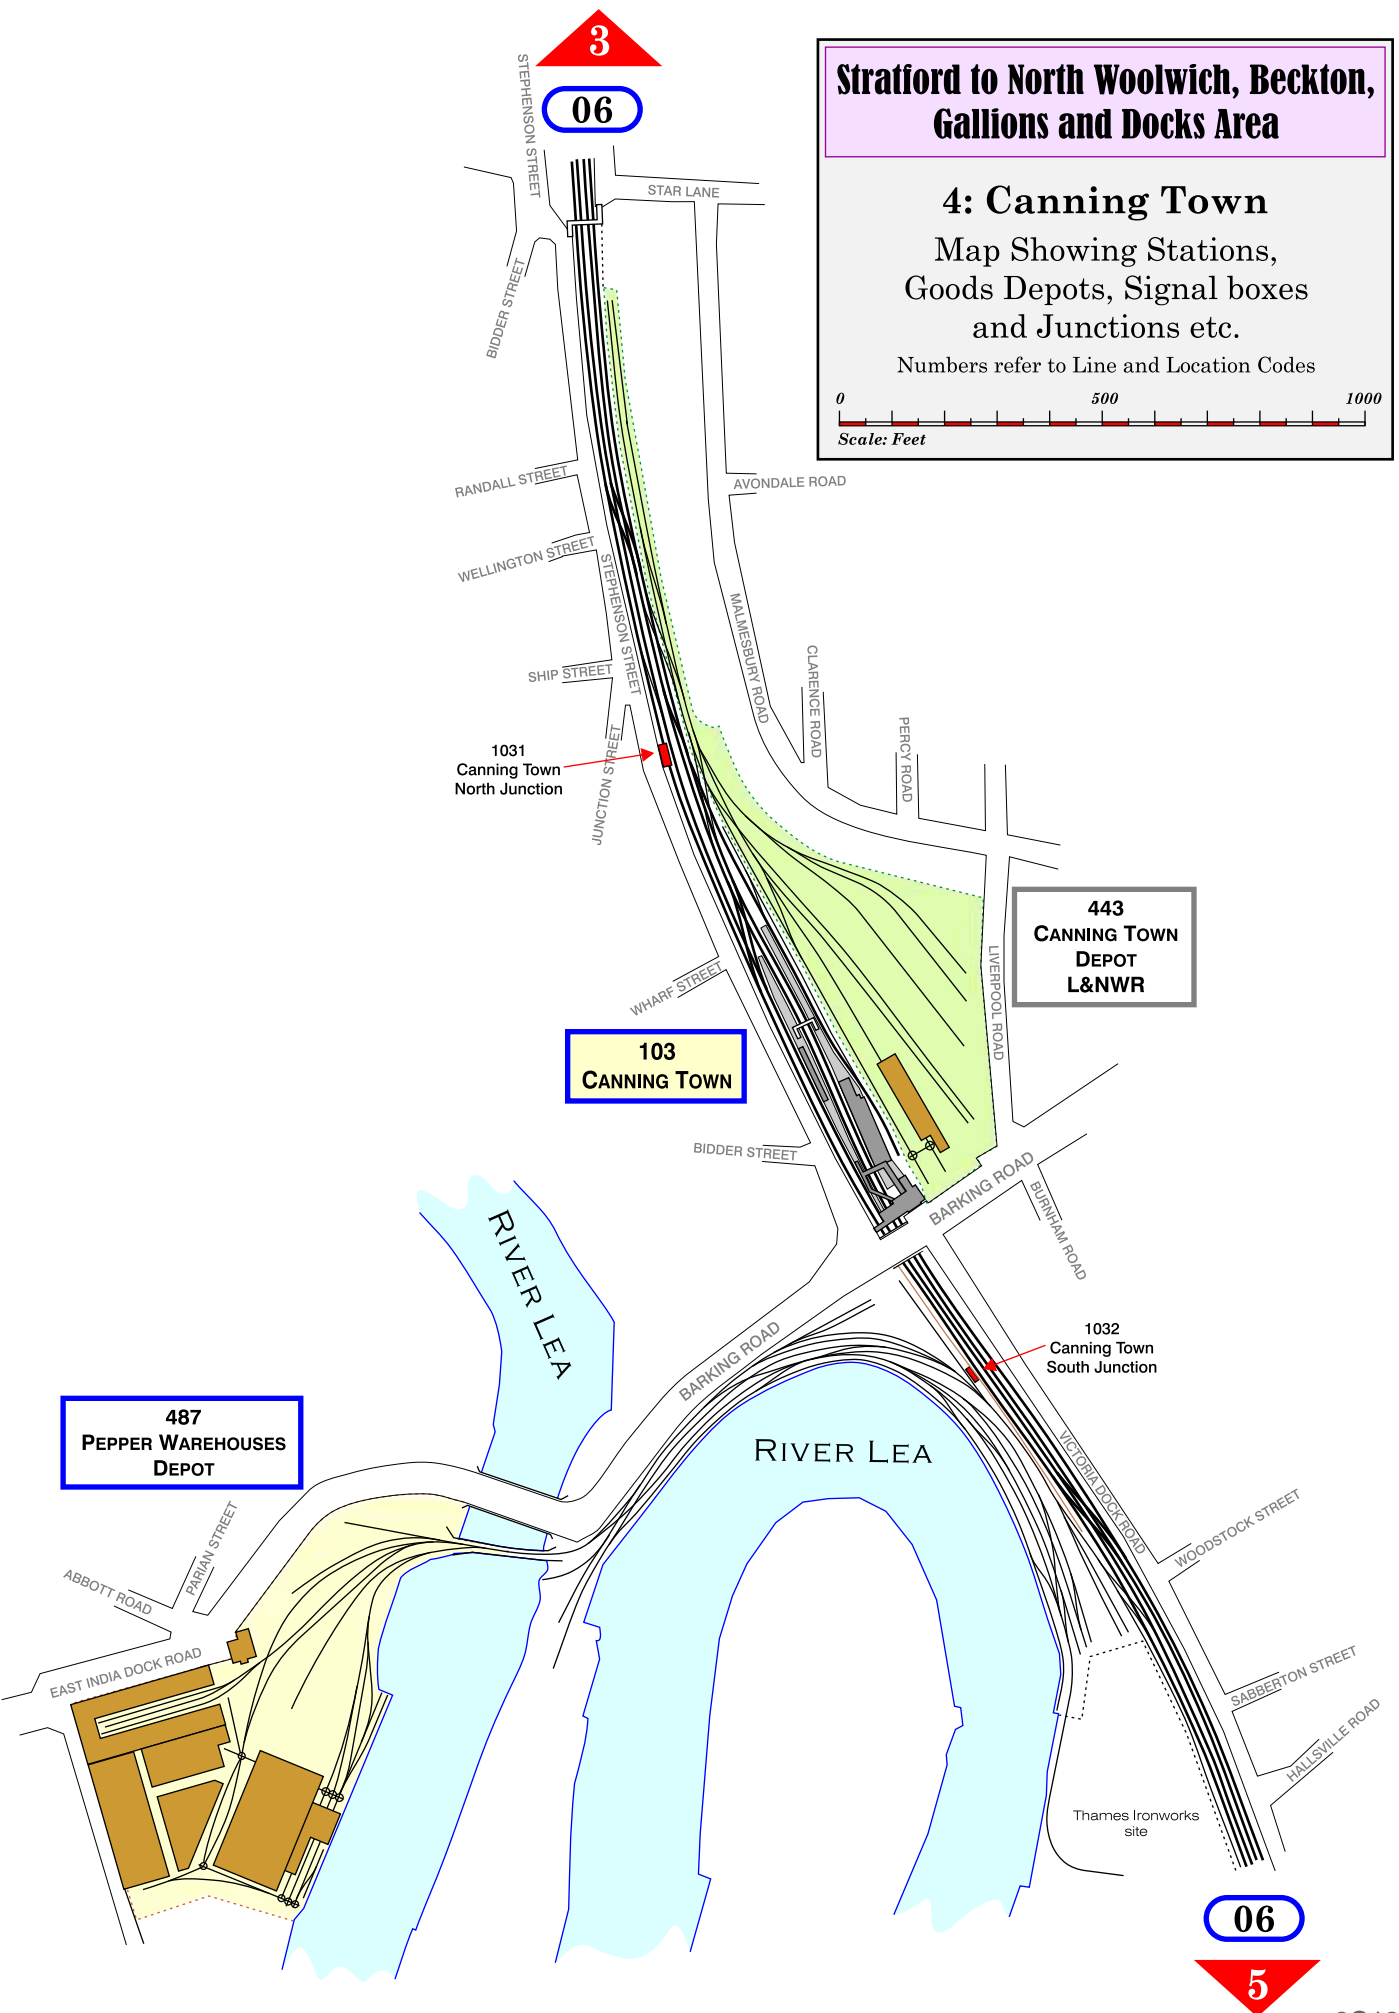 3
06
Stratford to North Woolwich, Beckton,
Gallions and Docks Area
4: Canning Town
Map Showing Stations,
Goods Depots, Signal boxes
and Junctions etc.
Numbers refer to Line and Location Codes
0 500 1000
Scale: Feet
STEPHENSON STREET
STAR LANE
BIDDER STREET
RANDALL STREET
AVONDALE ROAD
WELLINGTON STREET
STEPHENSON STREET
MALMESBURY ROAD
SHIP STREET
CLARENCE ROAD
PERCY ROAD
JUNCTION STREET
1031
Canning Town
North Junction
443
CANNING TOWN
DEPOT
L&NWR
LIVERPOOL ROAD
WHARF STREET
103
CANNING TOWN
BIDDER STREET
BARKING ROAD
BURNHAM ROAD
RIVER LEA
1032
Canning Town
South Junction
BARKING ROAD
487
PEPPER WAREHOUSES
DEPOT
RIVER LEA
VICTORIA DOCK ROAD
WOODSTOCK STREET
PARIAN STREET
ABBOTT ROAD
EAST INDIA DOCK ROAD
SABBERTON STREET
HALLSVILLE ROAD
Thames Ironworks
site
06
5